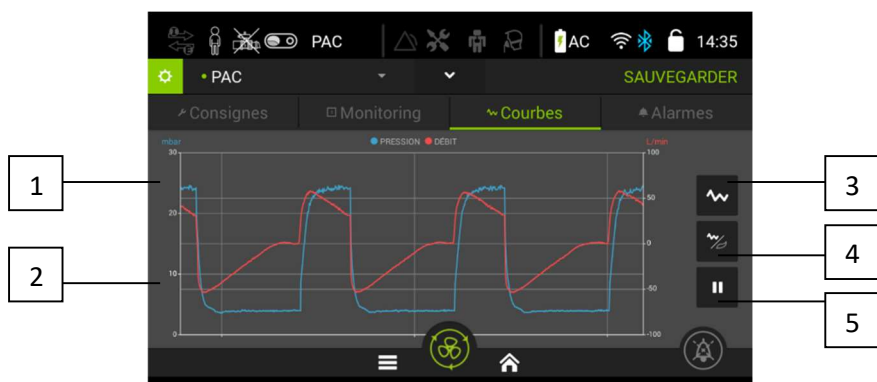 PAC AC 14:35
• PAC SAUVEGARDER
Consignes Monitoring Courbes Alarmes
mbar PRESSION DÉBIT L/min
30 100
1 3
50
20
4
0
2 10
-50
5
0 -100